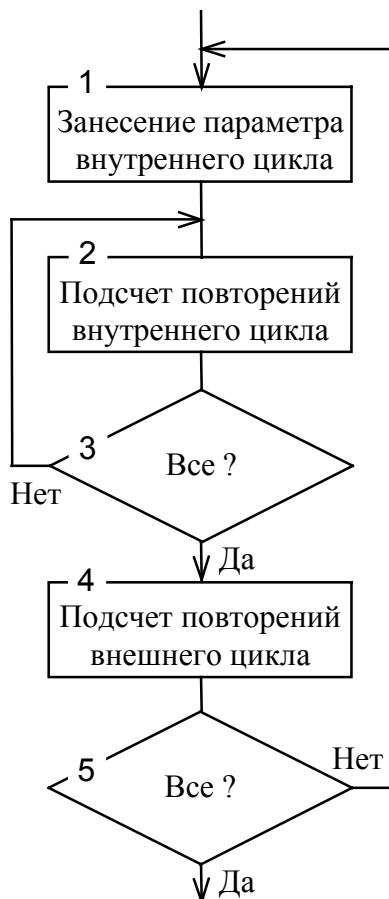 1
Занесение параметра
внутреннего цикла
2
Подсчет повторений
внутреннего цикла
3
Все ?
Нет
Да
4
Подсчет повторений
внешнего цикла
5
Все ?
Нет
Да